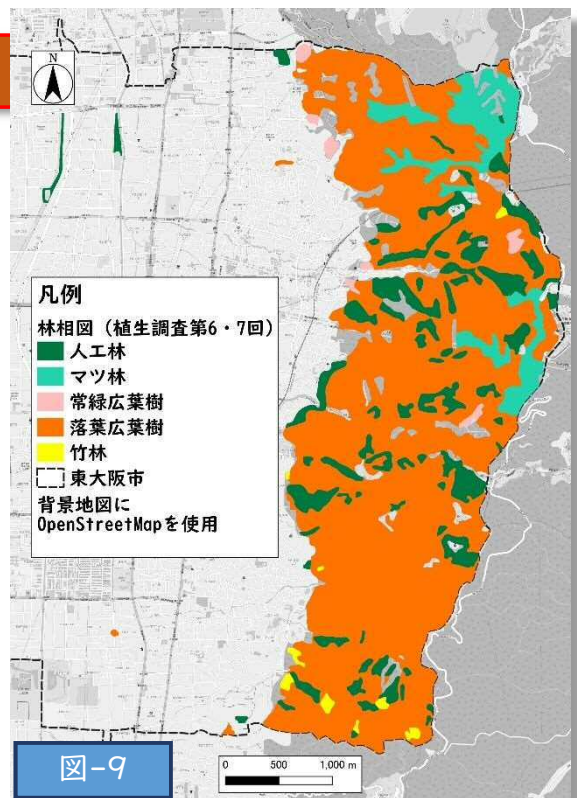 N
凡例
林相図（植生調査第6・7回）
人工林
マツ林
常緑広葉樹
落葉広葉樹
竹林
東大阪市
背景地図に
OpenStreetMapを使用
図-9
0 500 1,000 m